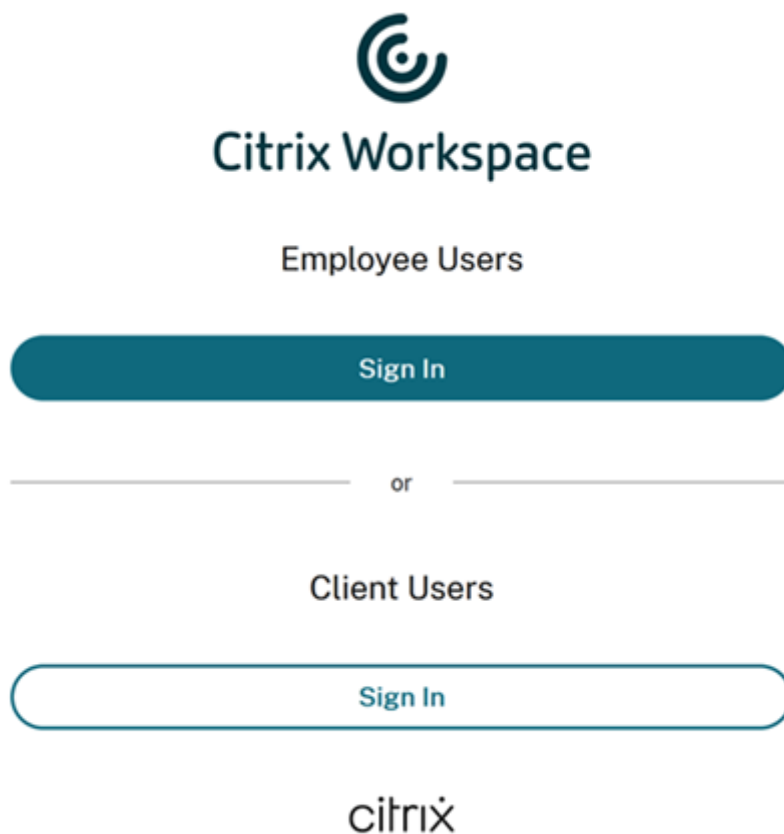 Citrix Workspace
Employee Users
Sign In
or
Client Users
Sign In
citrix